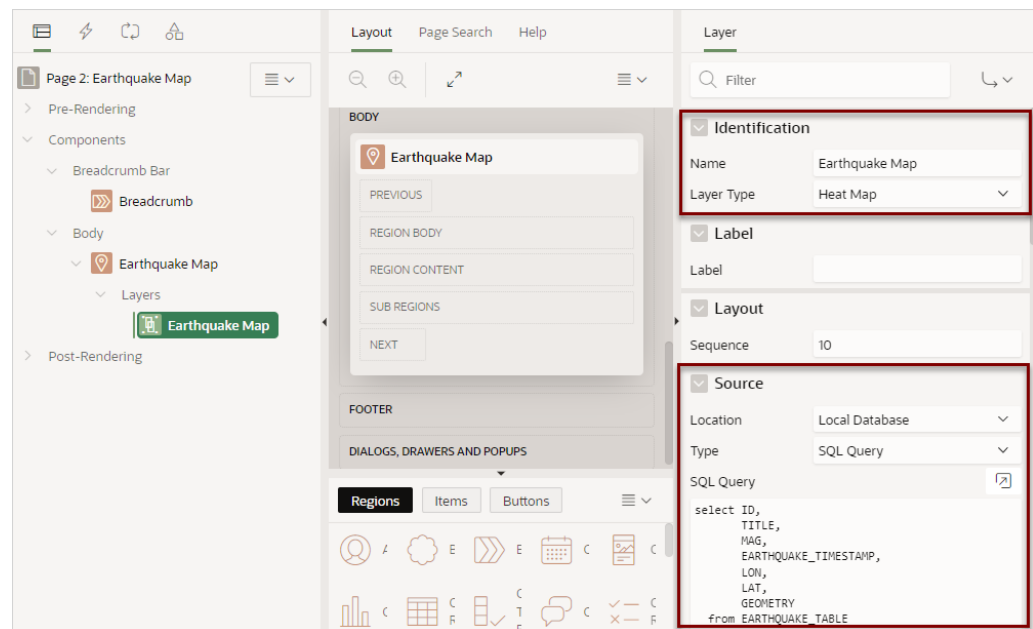 Page 2: Earthquake Map
Pre-Rendering
Components
Breadcrumb Bar
Breadcrumb
Body
Earthquake Map
Layers
Earthquake Map
Post-Rendering
Layout Page Search Help
BODY
Earthquake Map
PREVIOUS
REGION BODY
REGION CONTENT
SUB REGIONS
NEXT
FOOTER
DIALOGS, DRAWERS AND POPUPS
Regions Items Buttons
A E E C C
C C R C T F C C R
Layer
Filter
Identification
Name Earthquake Map
Layer Type Heat Map
Label
Label
Layout
Sequence 10
Source
Location Local Database
Type SQL Query
SQL Query
select ID,
TITLE,
MAG,
EARTHQUAKE_TIMESTAMP,
LON,
LAT,
GEOMETRY
from EARTHQUAKE_TABLE